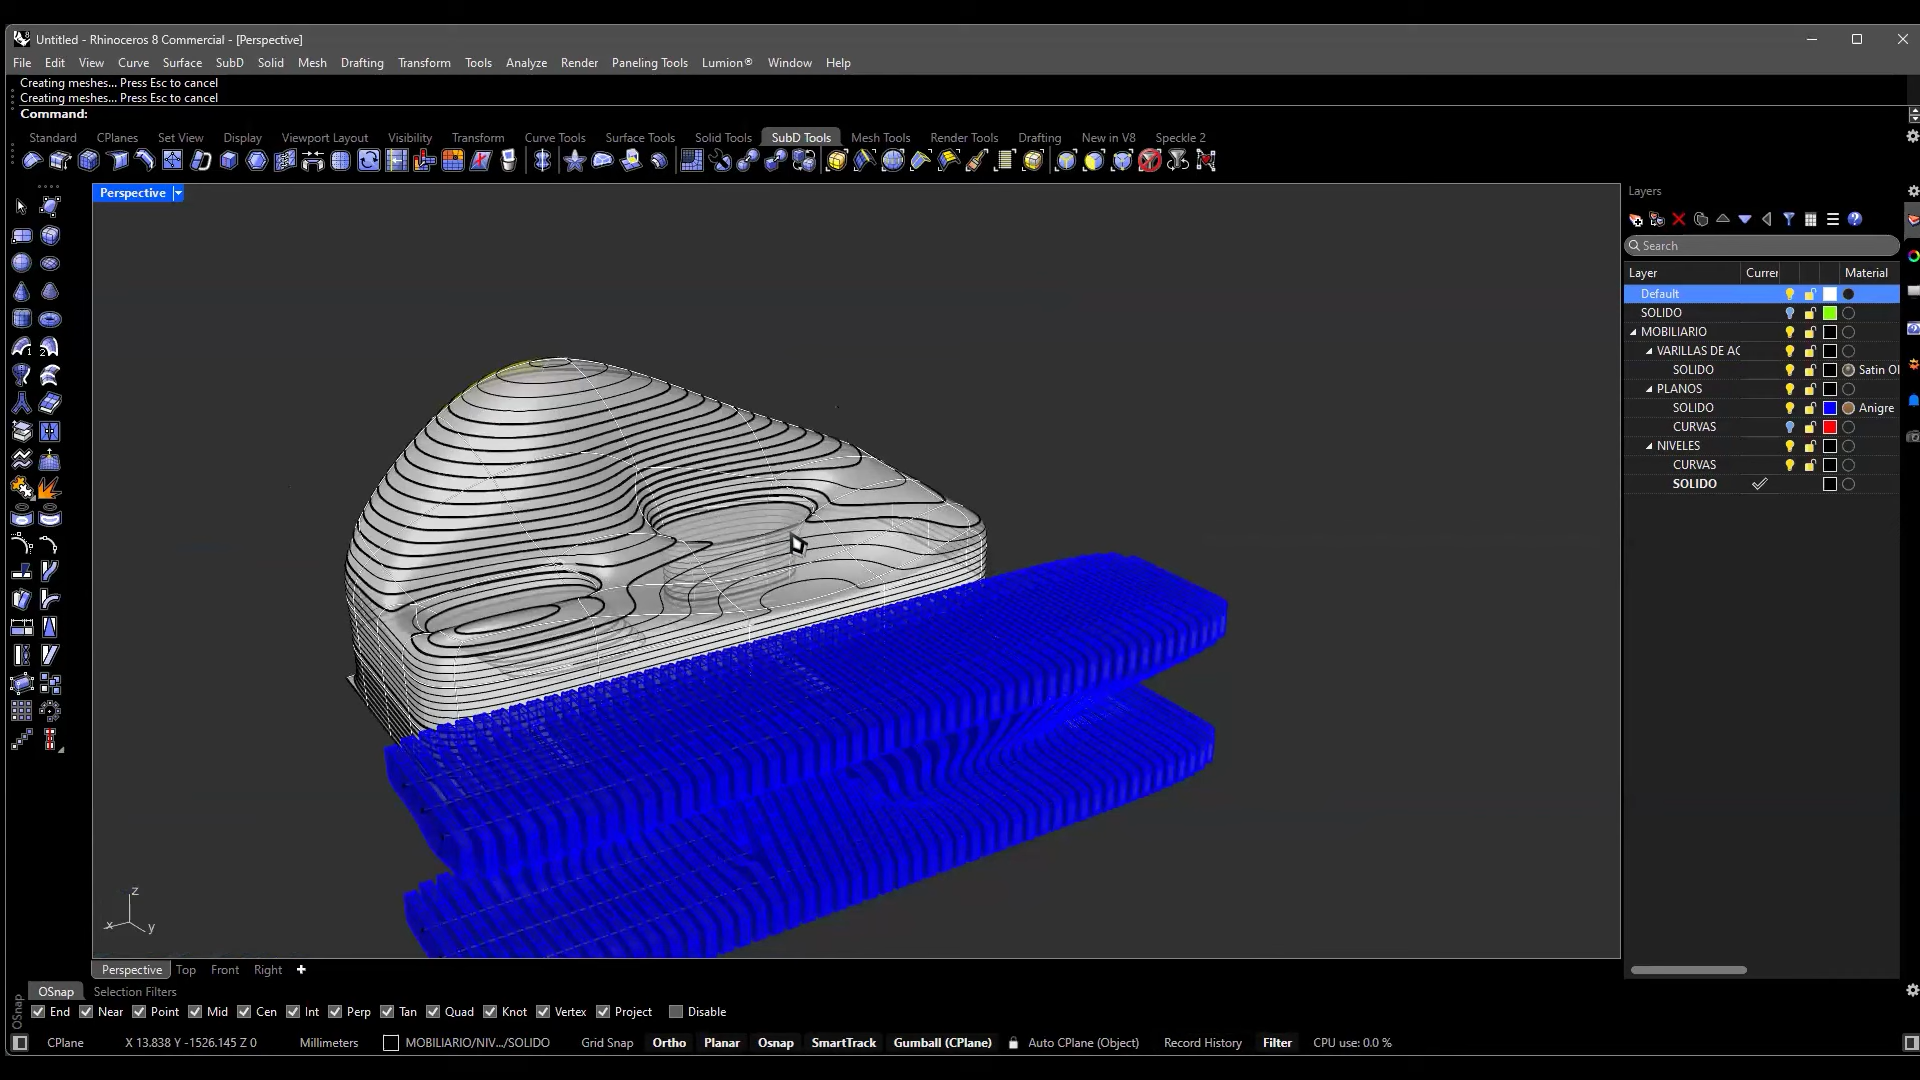 Untitled - Rhinoceros 8 Commercial - [Perspective]
File Edit View Curve Surface SubD Solid Mesh Drafting Transform Tools Analyze Render Paneling Tools Lumion® Window Help
Creating meshes... Press Esc to cancel
Creating meshes... Press Esc to cancel
Command:
Standard CPlanes Set View Display Viewport Layout Visibility Transform Curve Tools Surface Tools Solid Tools SubD Tools Mesh Tools Render Tools Drafting New in V8 Speckle 2
Perspective
Layers
Search
Layer Currer Material
Default
SOLIDO
MOBILIARIO
VARILLAS DE AC
SOLIDO Satin Ol
PLANOS
SOLIDO Anigre
CURVAS
NIVELES
CURVAS
SOLIDO
z
x y
Perspective Top Front Right
OSnap Selection Filters
OSnap
End Near Point Mid Cen Int Perp Tan Quad Knot Vertex Project Disable
CPlane X 13.838 Y -1526.145 Z 0 Millimeters MOBILIARIO/NIV.../SOLIDO Grid Snap Ortho Planar Osnap SmartTrack Gumball (CPlane) Auto CPlane (Object) Record History Filter CPU use: 0.0 %